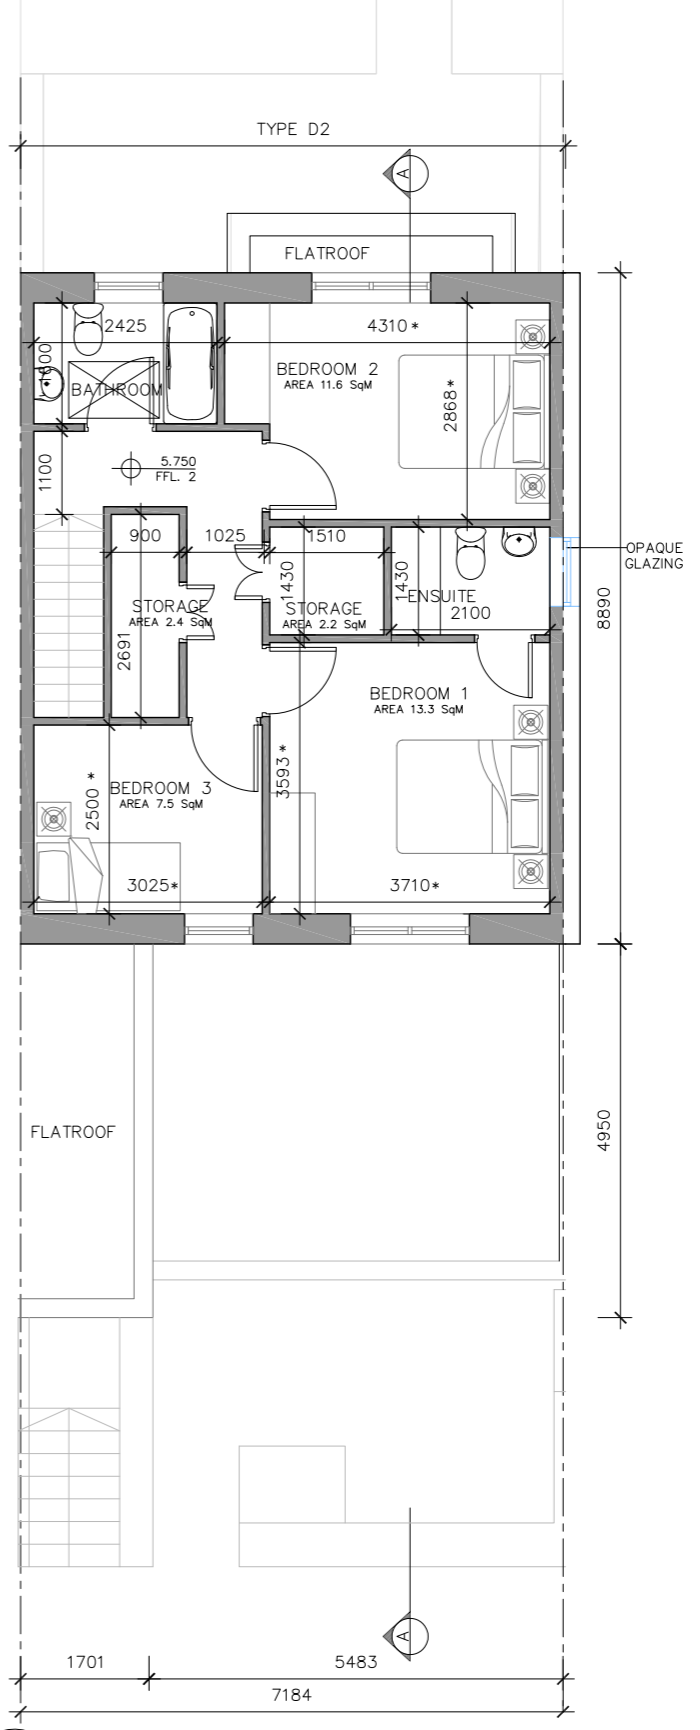 TYPE D2
A
FLATROOF
2425
4310*
BEDROOM 2
AREA 11.6 SqM
1800
BATHROOM
2868*
1100
5.750
FFL. 2
900
1025
1510
OPAQUE
GLAZING
1430
1430
ENSUITE
2100
STORAGE
AREA 2.4 SqM
STORAGE
AREA 2.2 SqM
8890
2691
BEDROOM 1
AREA 13.3 SqM
BEDROOM 3
AREA 7.5 SqM
2500*
3593*
3025*
3710*
FLATROOF
4950
A
1701
5483
7184